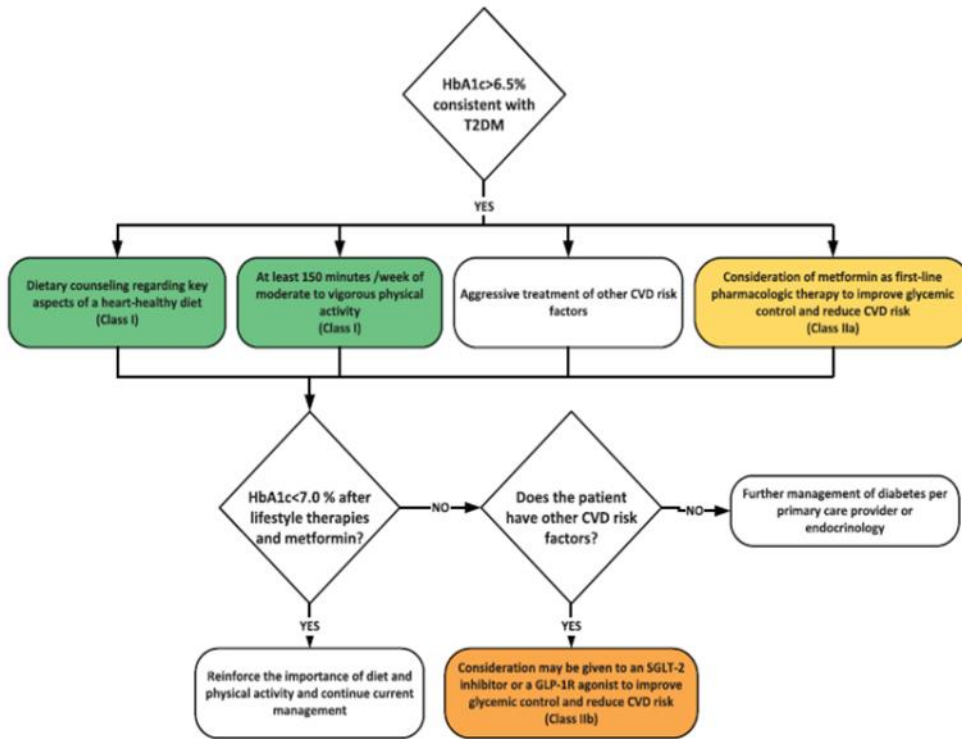 HbA1c>6.5%
consistent with
T2DM
YES
Dietary counseling regarding key
aspects of a heart-healthy diet
(Class I)
At least 150 minutes /week of
moderate to vigorous physical
activity
(Class I)
Aggressive treatment of other CVD risk
factors
Consideration of metformin as first-line
pharmacologic therapy to improve glycemic
control and reduce CVD risk
(Class IIa)
HbA1c<7.0 % after
lifestyle therapies
and metformin?
NO
Does the patient
have other CVD risk
factors?
NO
Further management of diabetes per
primary care provider or
endocrinology
YES
YES
Reinforce the importance of diet and
physical activity and continue current
management
Consideration may be given to an SGLT-2
inhibitor or a GLP-1R agonist to improve
glycemic control and reduce CVD risk
(Class IIb)